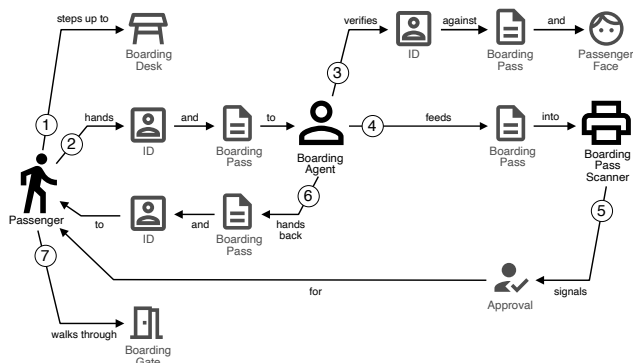 steps up to
Boarding
Desk
verifies
ID
against
Boarding
Pass
and
Passenger
Face
3
1
2
hands
ID
and
Boarding
Pass
to
Boarding
Agent
4
feeds
Boarding
Pass
into
Boarding
Pass
Scanner
Passenger
to
ID
and
Boarding
Pass
hands
back
6
5
7
for
Approval
signals
walks through
Boarding
Gate